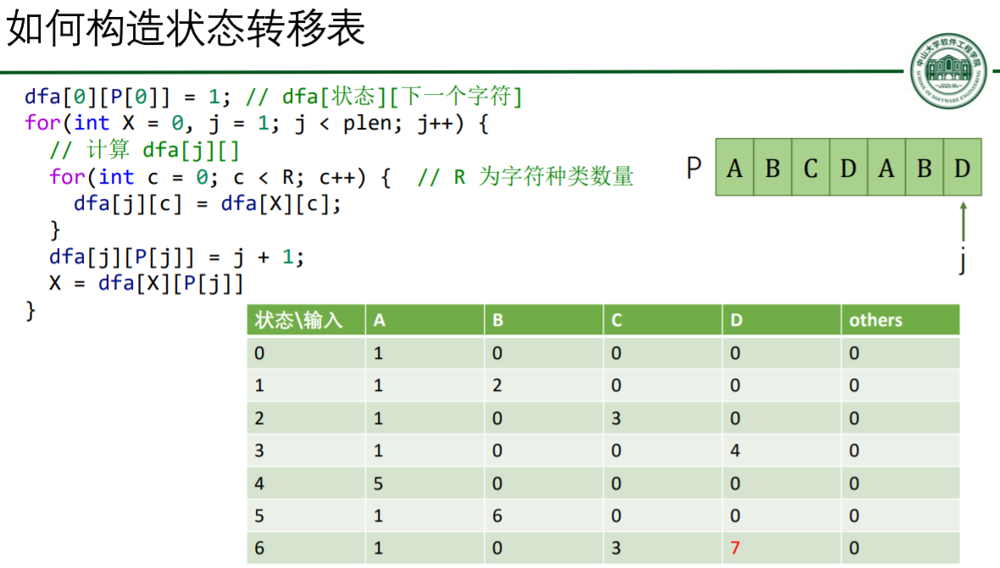 如何构造状态转移表
中山大学软件工程学院
SCHOOL OF SOFTWARE ENGINEERING
dfa[0][P[0]] = 1; // dfa[状态][下一个字符]
for(int X = 0, j = 1; j < plen; j++) {
// 计算 dfa[j][]
for(int c = 0; c < R; c++) { // R 为字符种类数量
dfa[j][c] = dfa[X][c];
}
dfa[j][P[j]] = j + 1;
X = dfa[X][P[j]]
}
P A B C D A B D
j
状态\输入 A B C D others
0 1 0 0 0 0
1 1 2 0 0 0
2 1 0 3 0 0
3 1 0 0 4 0
4 5 0 0 0 0
5 1 6 0 0 0
6 1 0 3 7 0